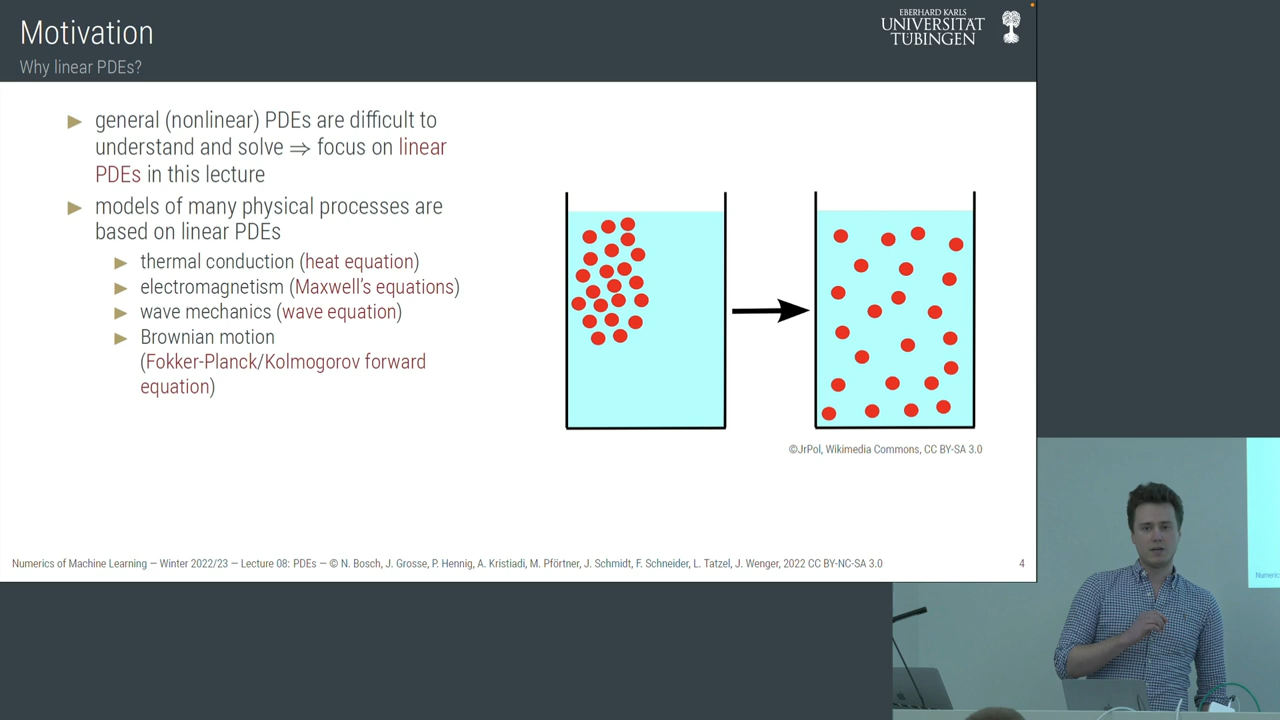 Motivation
Why linear PDEs?
EBERHARD KARLS
UNIVERSITÄT
TÜBINGEN
general (nonlinear) PDEs are difficult to
understand and solve ⇒ focus on linear
PDEs in this lecture
models of many physical processes are
based on linear PDEs
thermal conduction (heat equation)
electromagnetism (Maxwell's equations)
wave mechanics (wave equation)
Brownian motion
(Fokker-Planck/Kolmogorov forward
equation)
©JrPol, Wikimedia Commons, CC BY-SA 3.0
Numerics of Machine Learning — Winter 2022/23 — Lecture 08: PDEs — © N. Bosch, J. Grosse, P. Hennig, A. Kristiadi, M. Pförtner, J. Schmidt, F. Schneider, L. Tatzel, J. Wenger, 2022 CC BY-NC-SA 3.0
4
Numerics